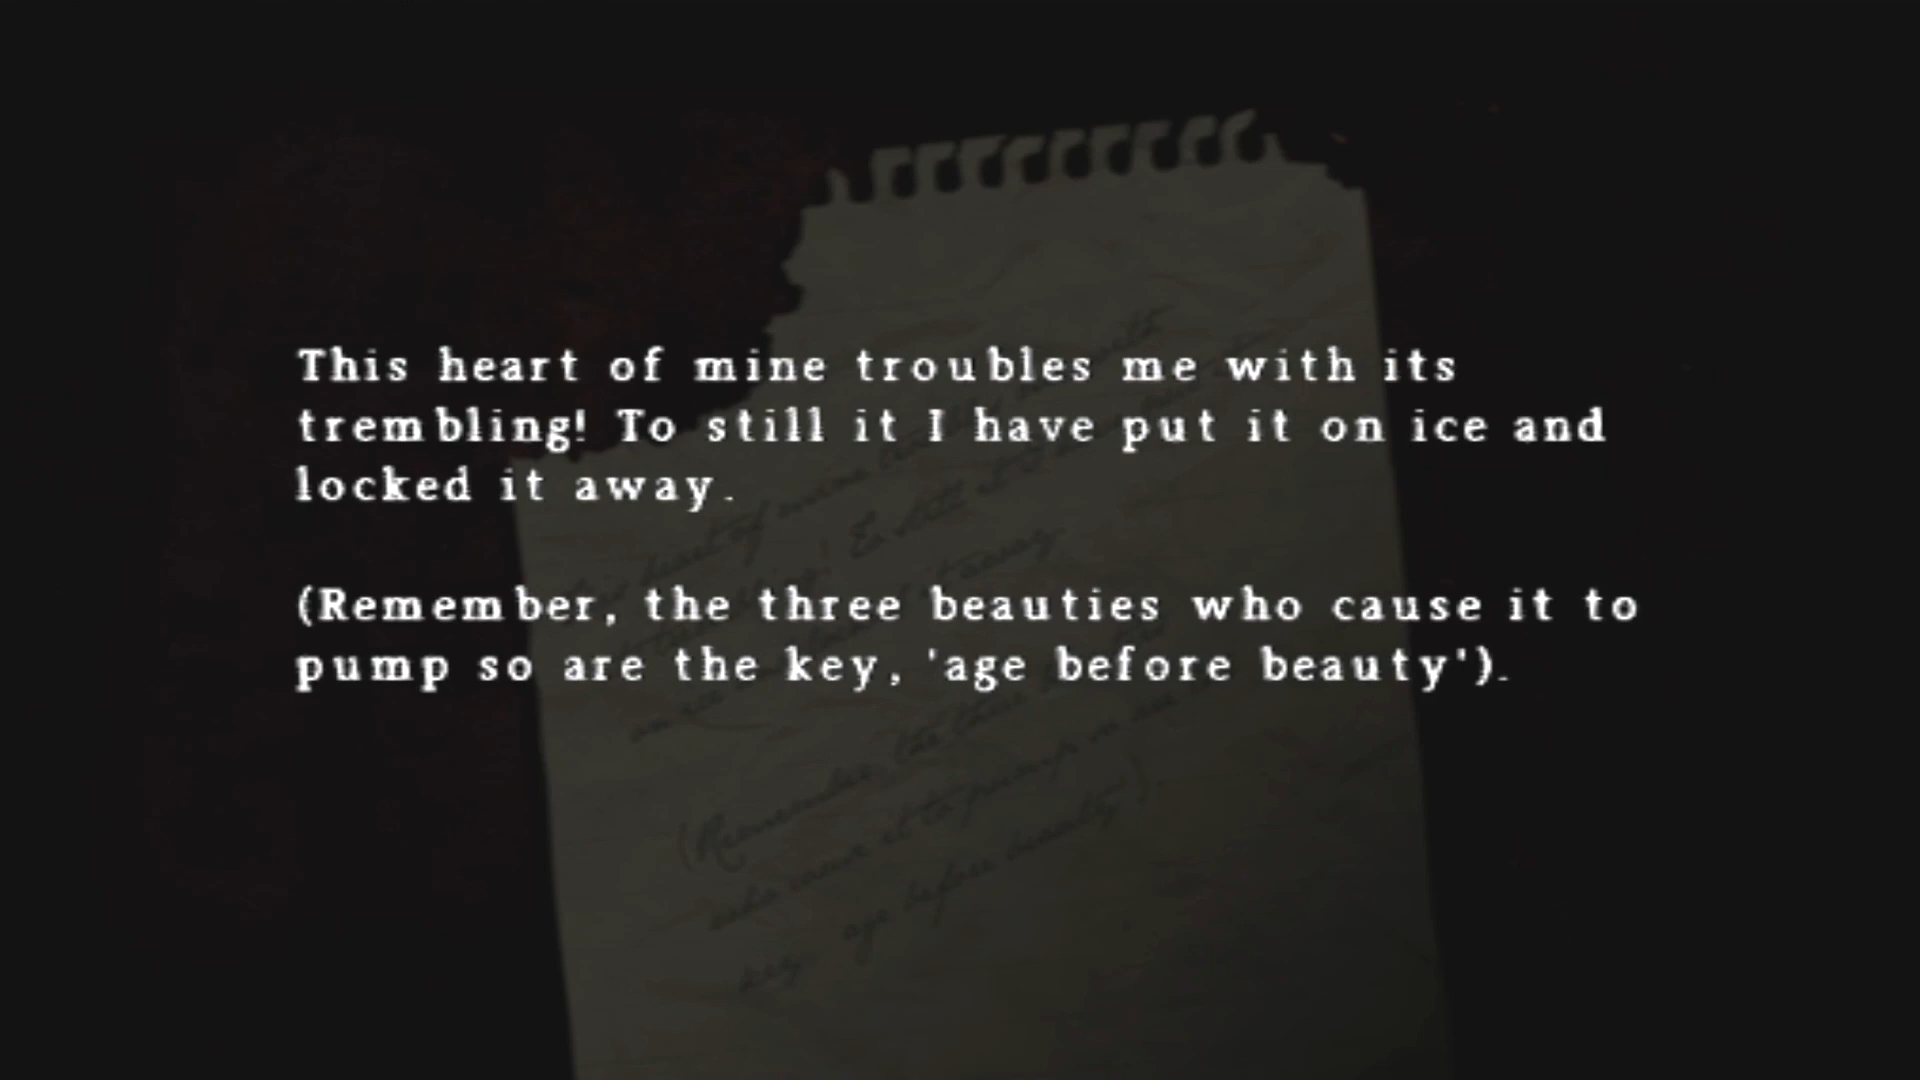 This heart of mine troubles me with its
trembling! To still it I have put it on ice and
locked it away.
(Remember, the three beauties who cause it to
pump so are the key, 'age before beauty').